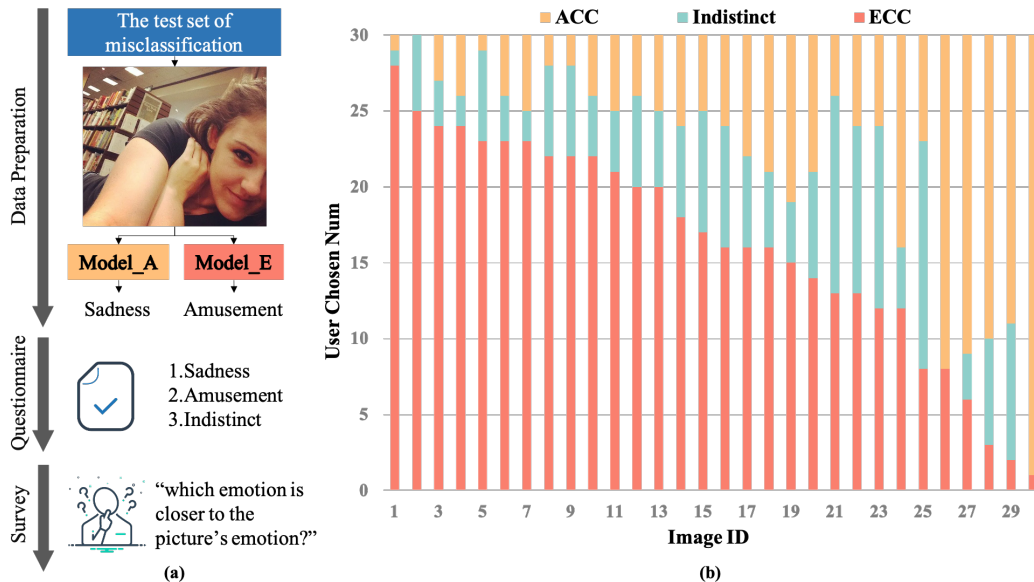 Data Preparation
The test set of
misclassification
Model_A
Model_E
Sadness
Amusement
Questionnaire
1.Sadness
2.Amusement
3.Indistinct
Survey
“which emotion is
closer to the
picture’s emotion?”
(a)
ACC Indistinct ECC
User Chosen Num
30
25
20
15
10
5
0
1 3 5 7 9 11 13 15 17 19 21 23 25 27 29
Image ID
(b)